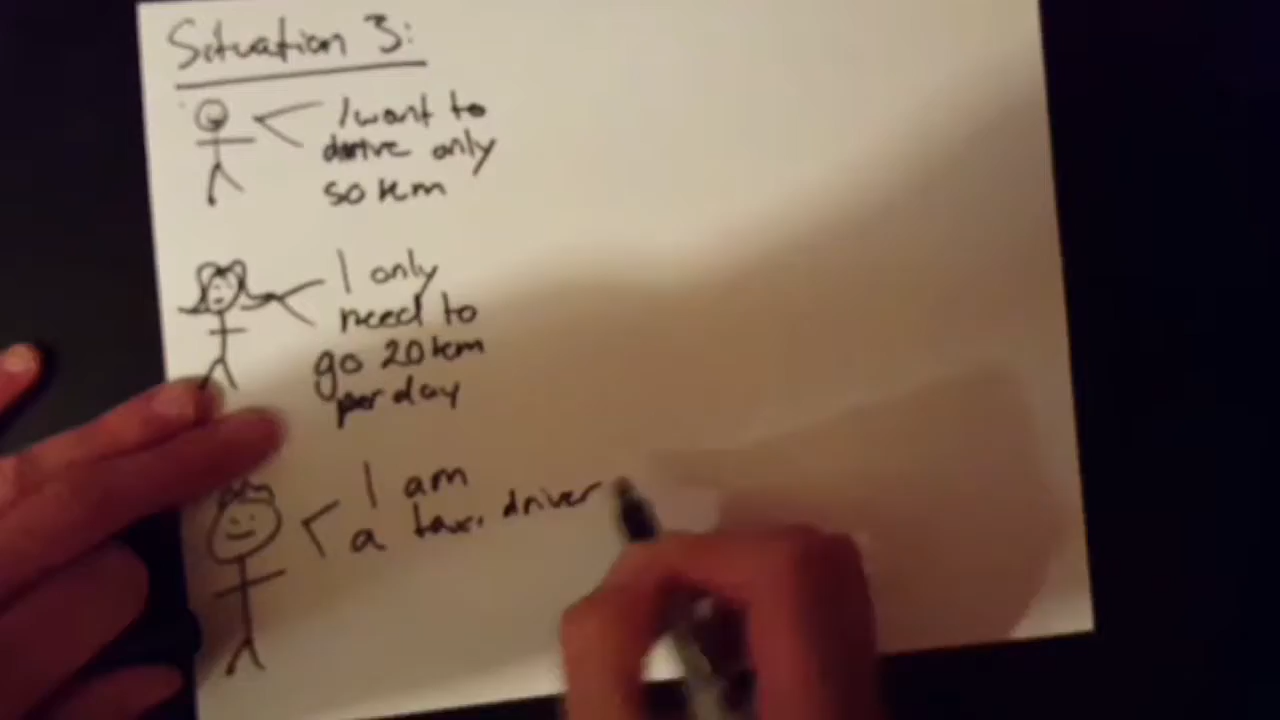 Situation 3:
I want to
drive only
50 km
I only
need to
go 20 km
per day
I am
a taxi driver